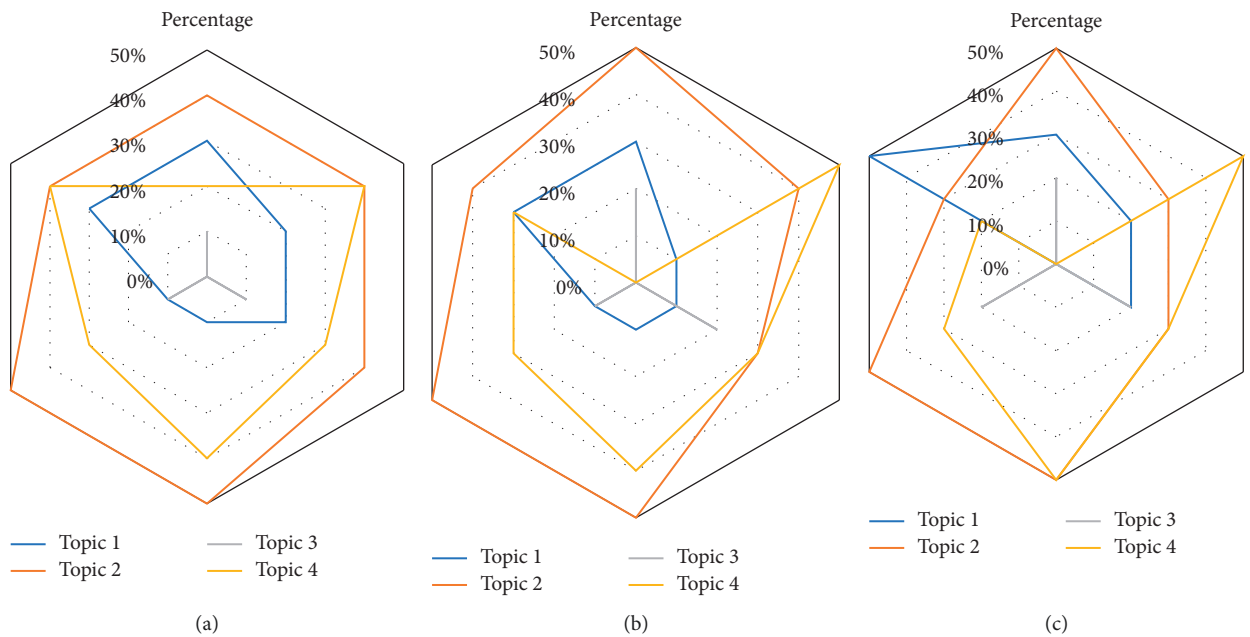 Percentage
50%
40%
30%
20%
10%
0%
Topic 1
Topic 2
Topic 3
Topic 4
(a)
Percentage
50%
40%
30%
20%
10%
0%
Topic 1
Topic 2
Topic 3
Topic 4
(b)
Percentage
50%
40%
30%
20%
10%
0%
Topic 1
Topic 2
Topic 3
Topic 4
(c)